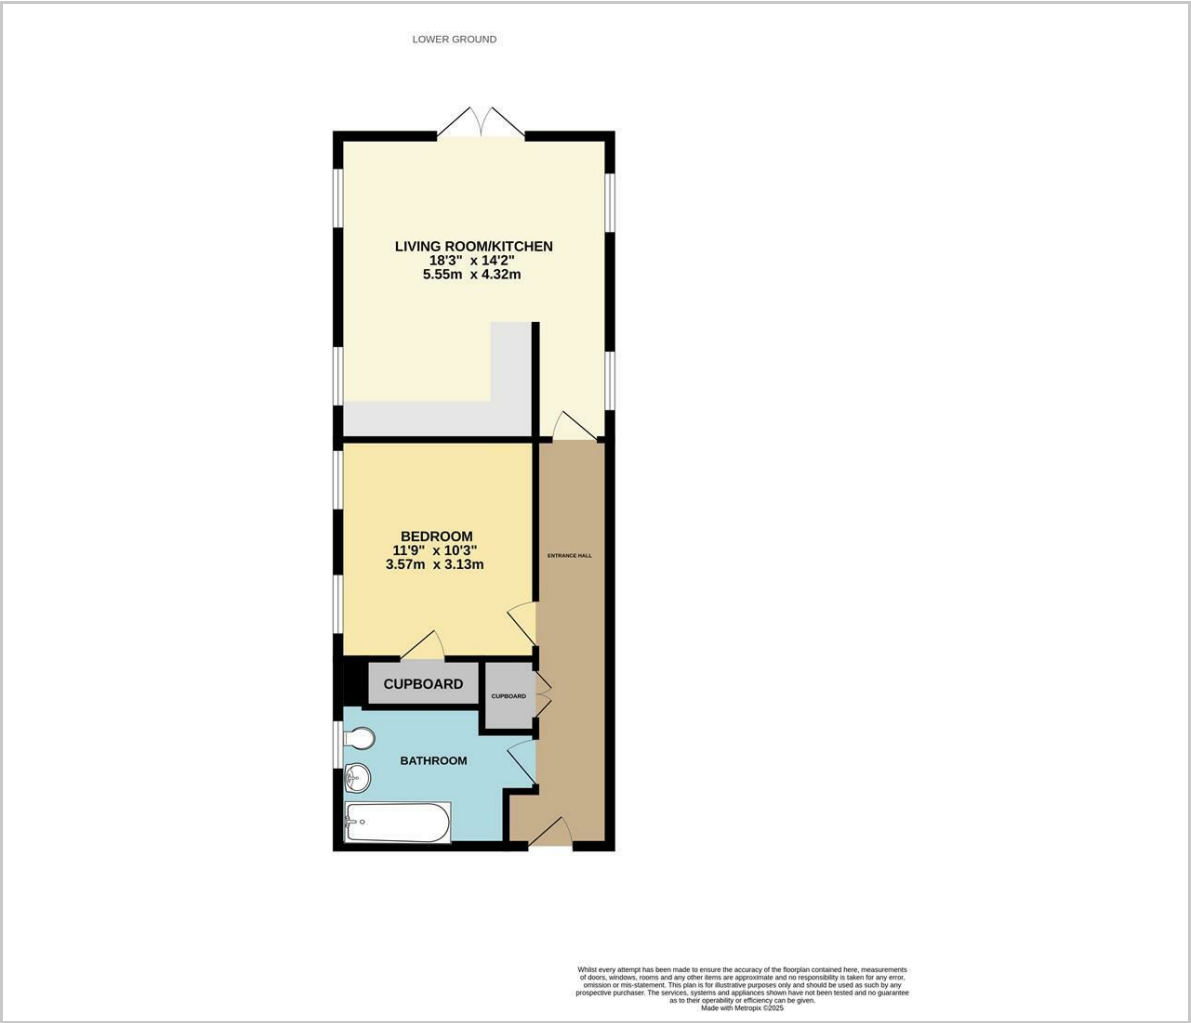 LOWER GROUND
LIVING ROOM/KITCHEN
18'3" x 14'2"
5.55m x 4.32m
BEDROOM
11'9" x 10'3"
3.57m x 3.13m
ENTRANCE HALL
CUPBOARD
CUPBOARD
BATHROOM
Whilst every attempt has been made to ensure the accuracy of the floorplan contained here, measurements
of doors, windows, rooms and any other items are approximate and no responsibility is taken for any error,
omission or mis-statement. This plan is for illustrative purposes only and should be used as such by any
prospective purchaser. The services, systems and appliances shown have not been tested and no guarantee
as to their operability or efficiency can be given.
Made with Metropix ©2025